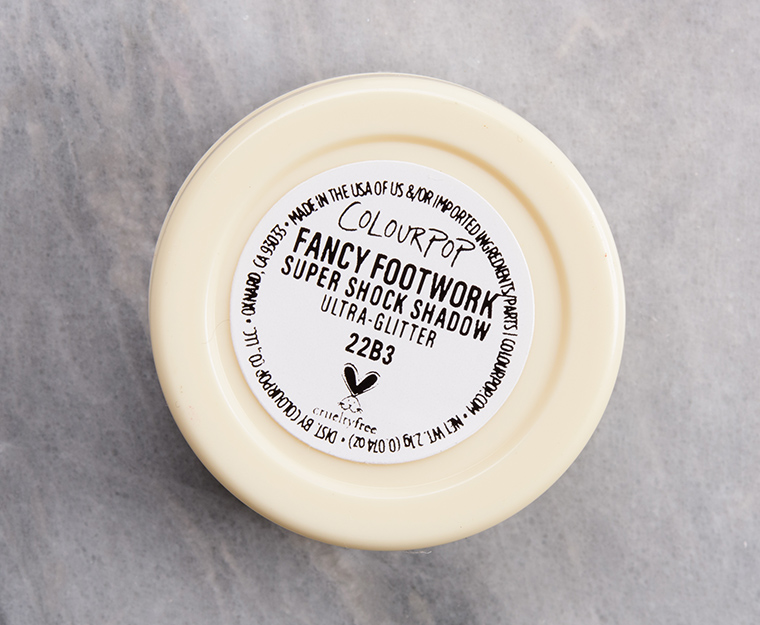 COLOURPOP
FANCY FOOTWORK
SUPER SHOCK SHADOW
ULTRA-GLITTER
22B3
crueltyfree
MADE IN THE USA OF US &/OR IMPORTED INGREDIENTS/PARTS | COLOURPOP.COM • NET WT. 2.1g (0.074 oz) • DIST. BY COLOURPOP CO., LLC. • OXNARD, CA 93033 •